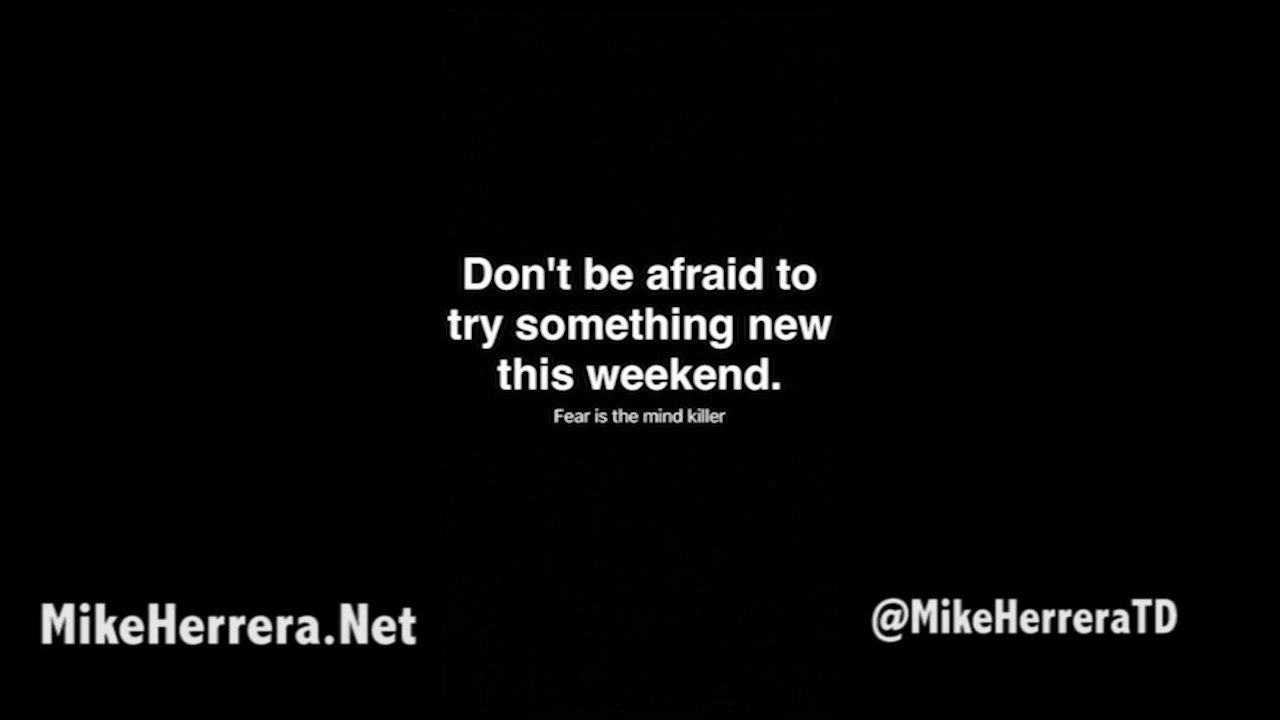 Don't be afraid to
try something new
this weekend.
Fear is the mind killer
MikeHerrera.Net
@MikeHerreraTD